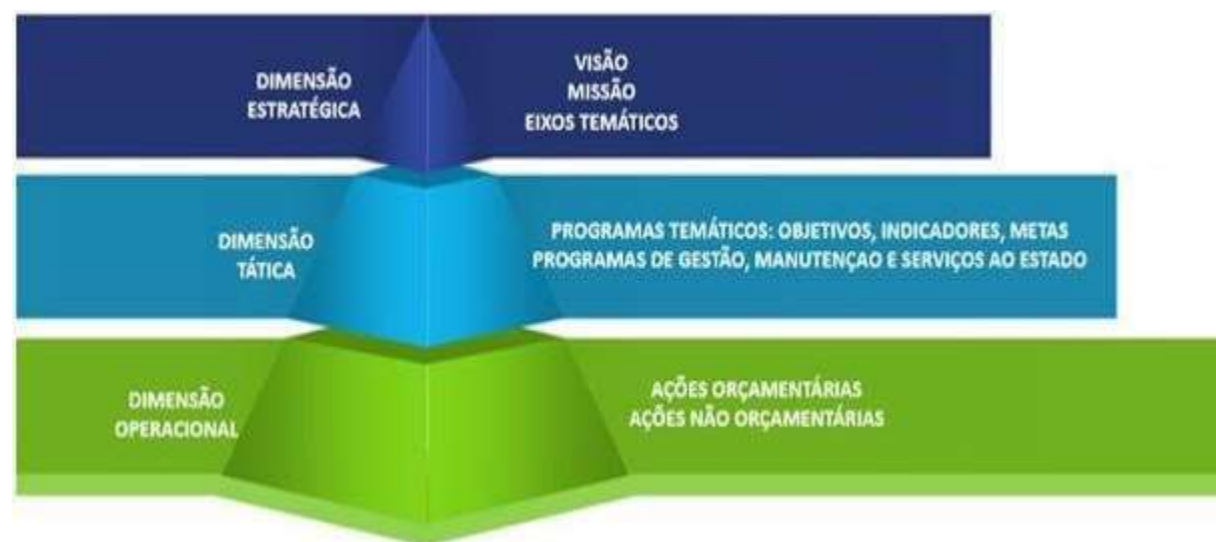 DIMENSÃO
ESTRATÉGICA
VISÃO
MISSÃO
EIXOS TEMÁTICOS
DIMENSÃO
TÁTICA
PROGRAMAS TEMÁTICOS: OBJETIVOS, INDICADORES, METAS
PROGRAMAS DE GESTÃO, MANUTENÇAO E SERVIÇOS AO ESTADO
DIMENSÃO
OPERACIONAL
AÇÕES ORÇAMENTÁRIAS
AÇÕES NÃO ORÇAMENTÁRIAS